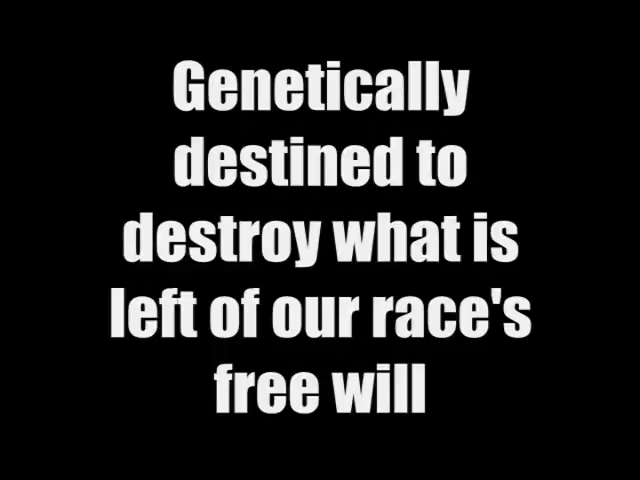 Genetically
destined to
destroy what is
left of our race's
free will